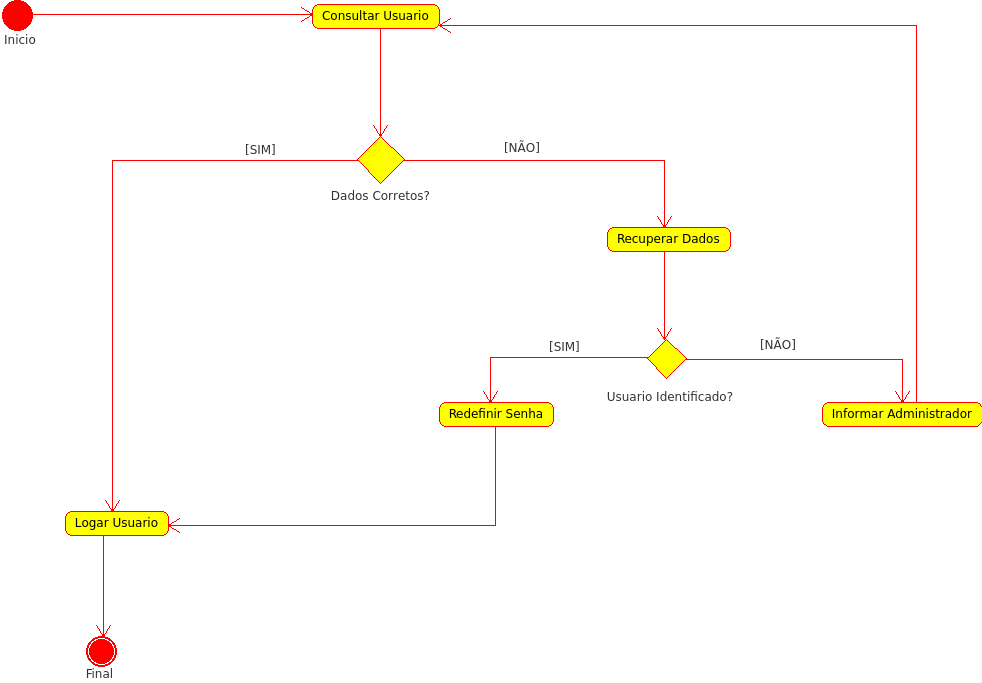 Consultar Usuario
Inicio
[SIM]
[NÃO]
Dados Corretos?
Recuperar Dados
[SIM]
[NÃO]
Usuario Identificado?
Redefinir Senha
Informar Administrador
Logar Usuario
Final